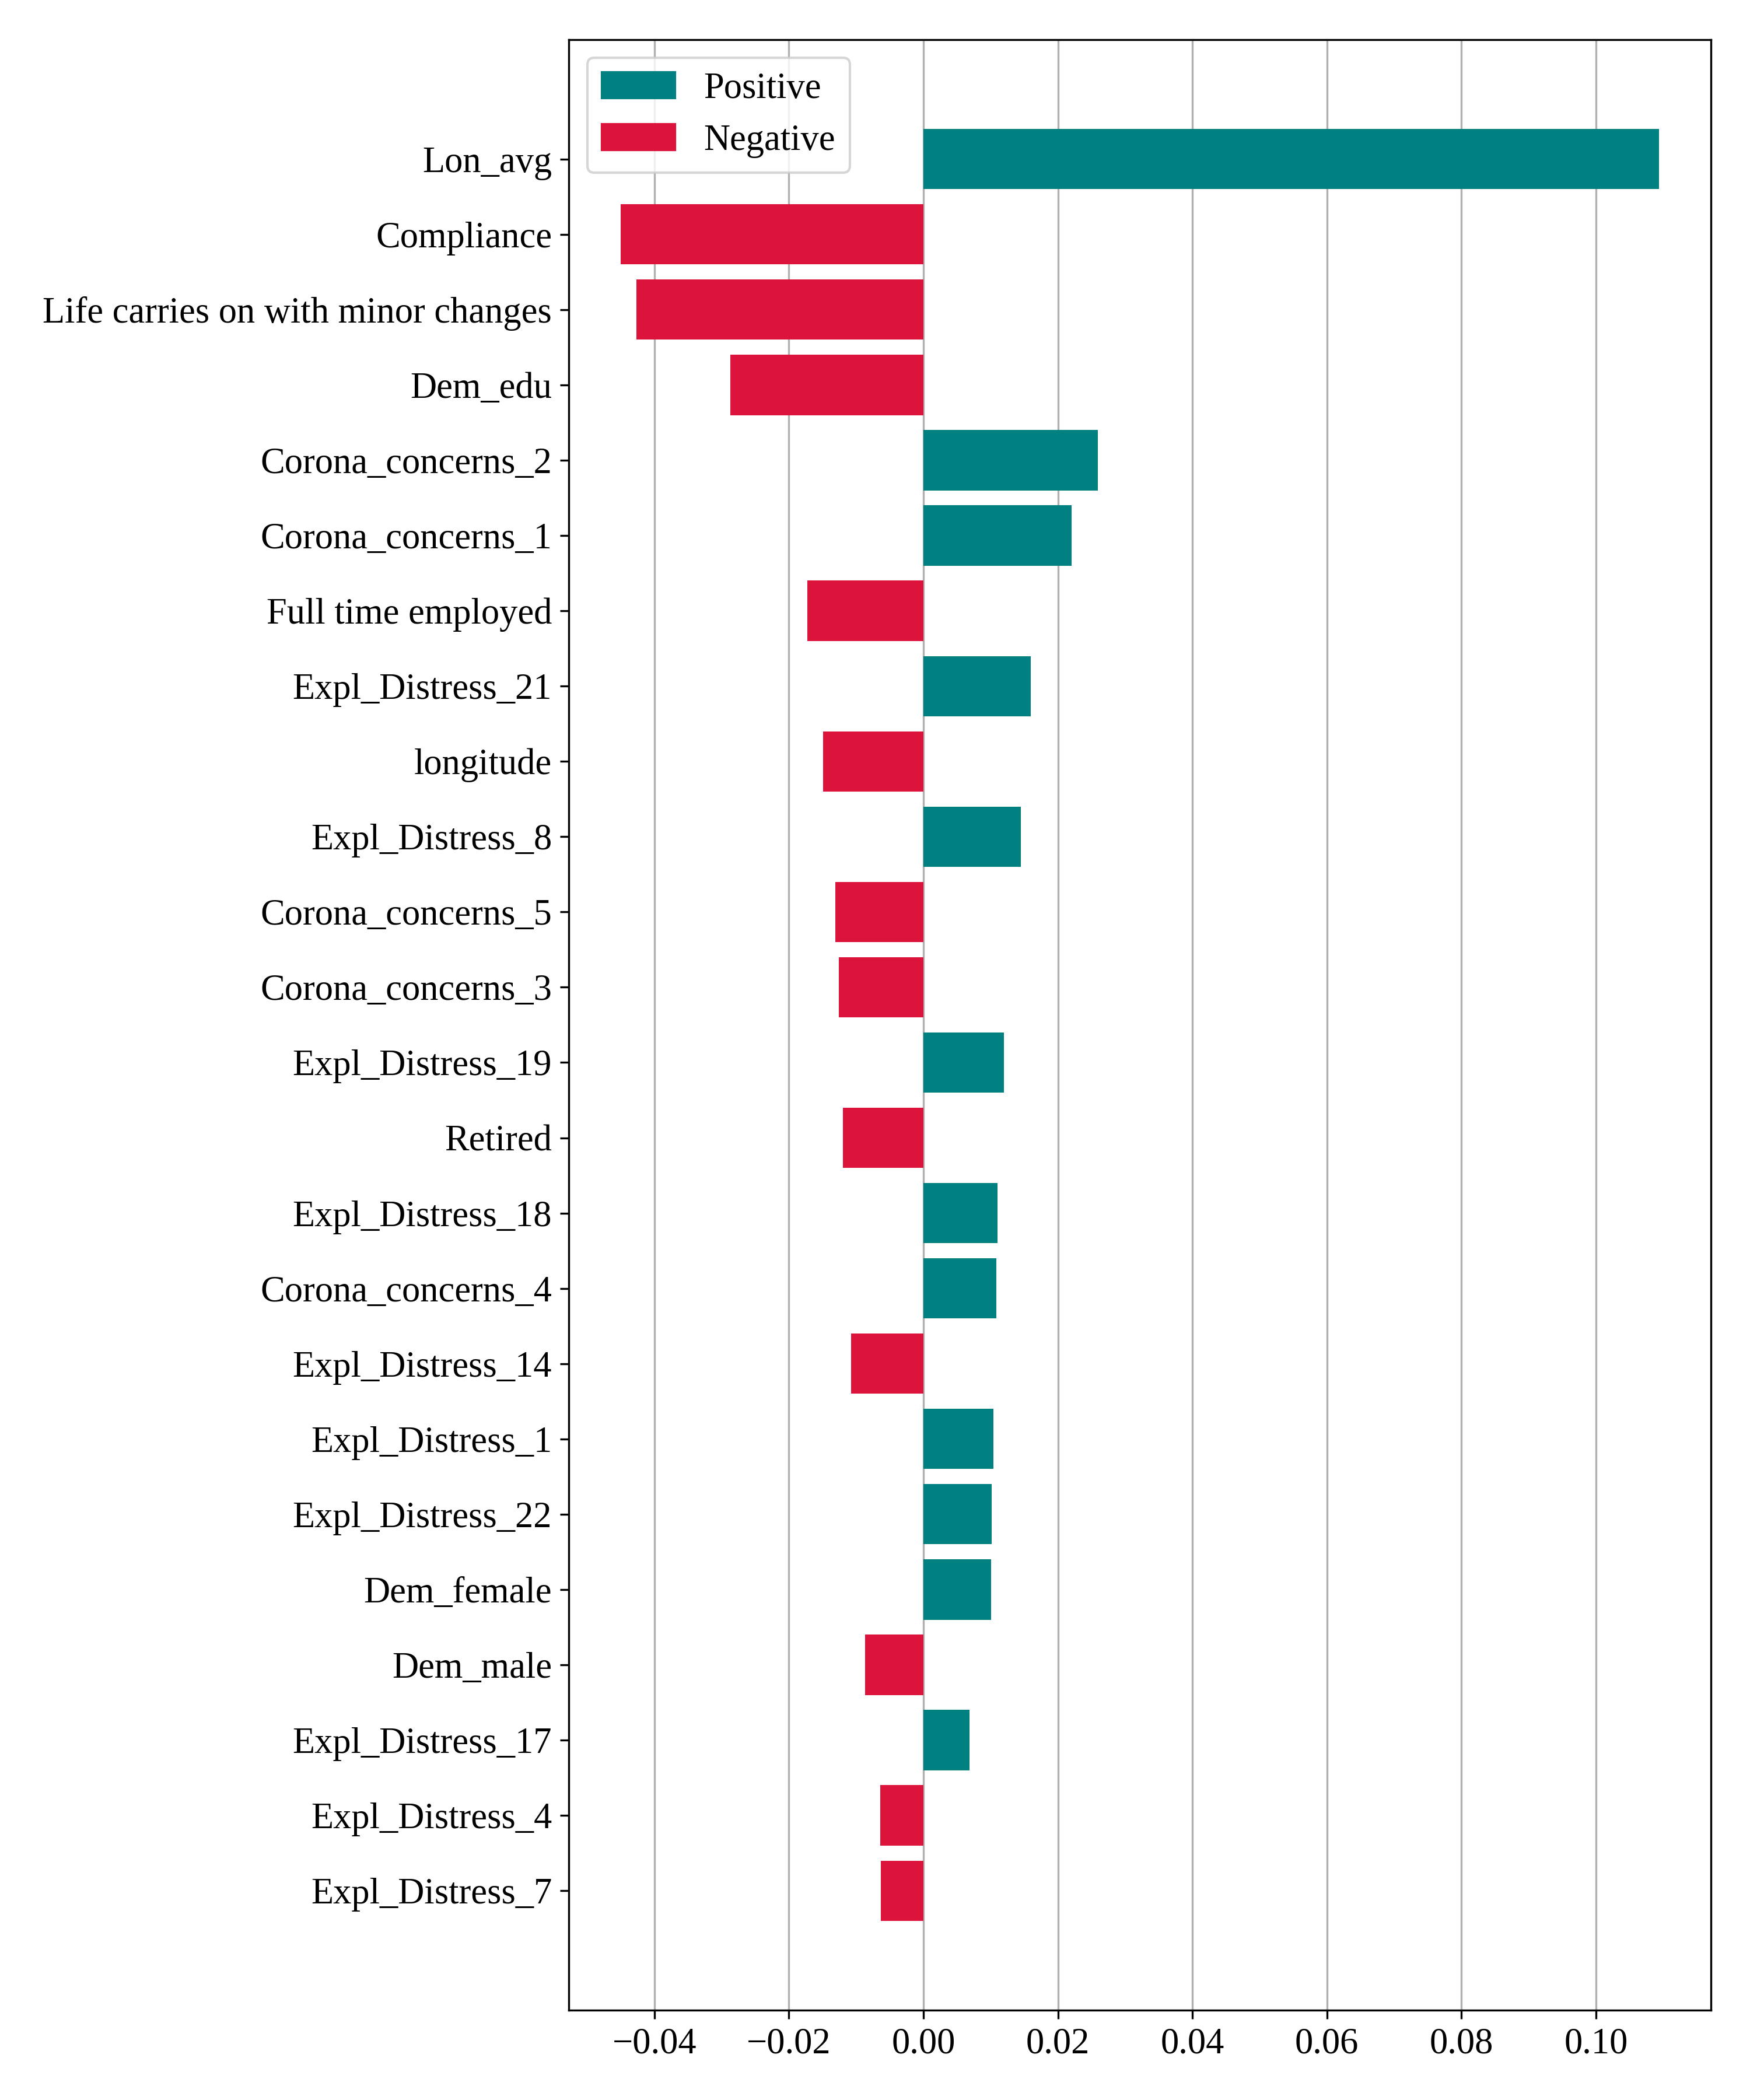 Positive
Negative
Lon_avg
Compliance
Life carries on with minor changes
Dem_edu
Corona_concerns_2
Corona_concerns_1
Full time employed
Expl_Distress_21
longitude
Expl_Distress_8
Corona_concerns_5
Corona_concerns_3
Expl_Distress_19
Retired
Expl_Distress_18
Corona_concerns_4
Expl_Distress_14
Expl_Distress_1
Expl_Distress_22
Dem_female
Dem_male
Expl_Distress_17
Expl_Distress_4
Expl_Distress_7
−0.04 −0.02 0.00 0.02 0.04 0.06 0.08 0.10